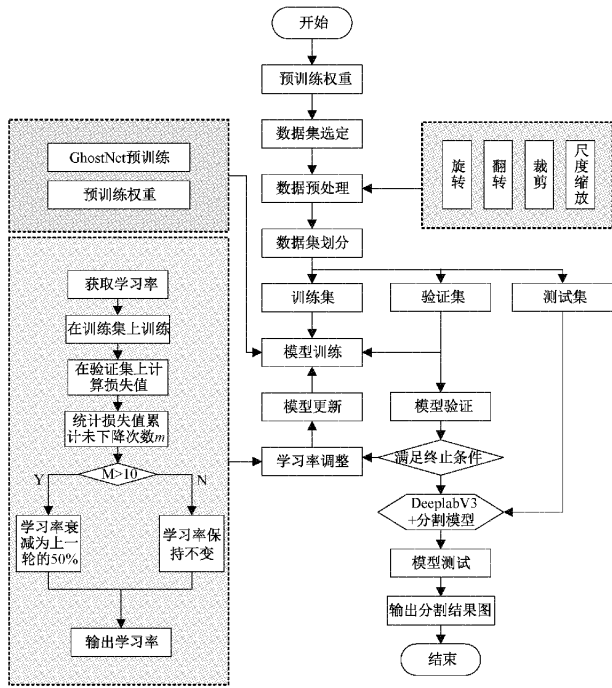 开始
预训练权重
数据集选定
数据预处理
数据集划分
训练集
验证集
测试集
模型训练
模型更新
学习率调整
模型验证
满足终止条件
DeeplabV3
+分割模型
模型测试
输出分割结果图
结束
GhostNet预训练
预训练权重
旋转
翻转
裁剪
尺度缩放
获取学习率
在训练集上训练
在验证集上计
算损失值
统计损失值累
计未下降次数m
M>10
Y
N
学习率衰
减为上一
轮的50%
学习率保
持不变
输出学习率